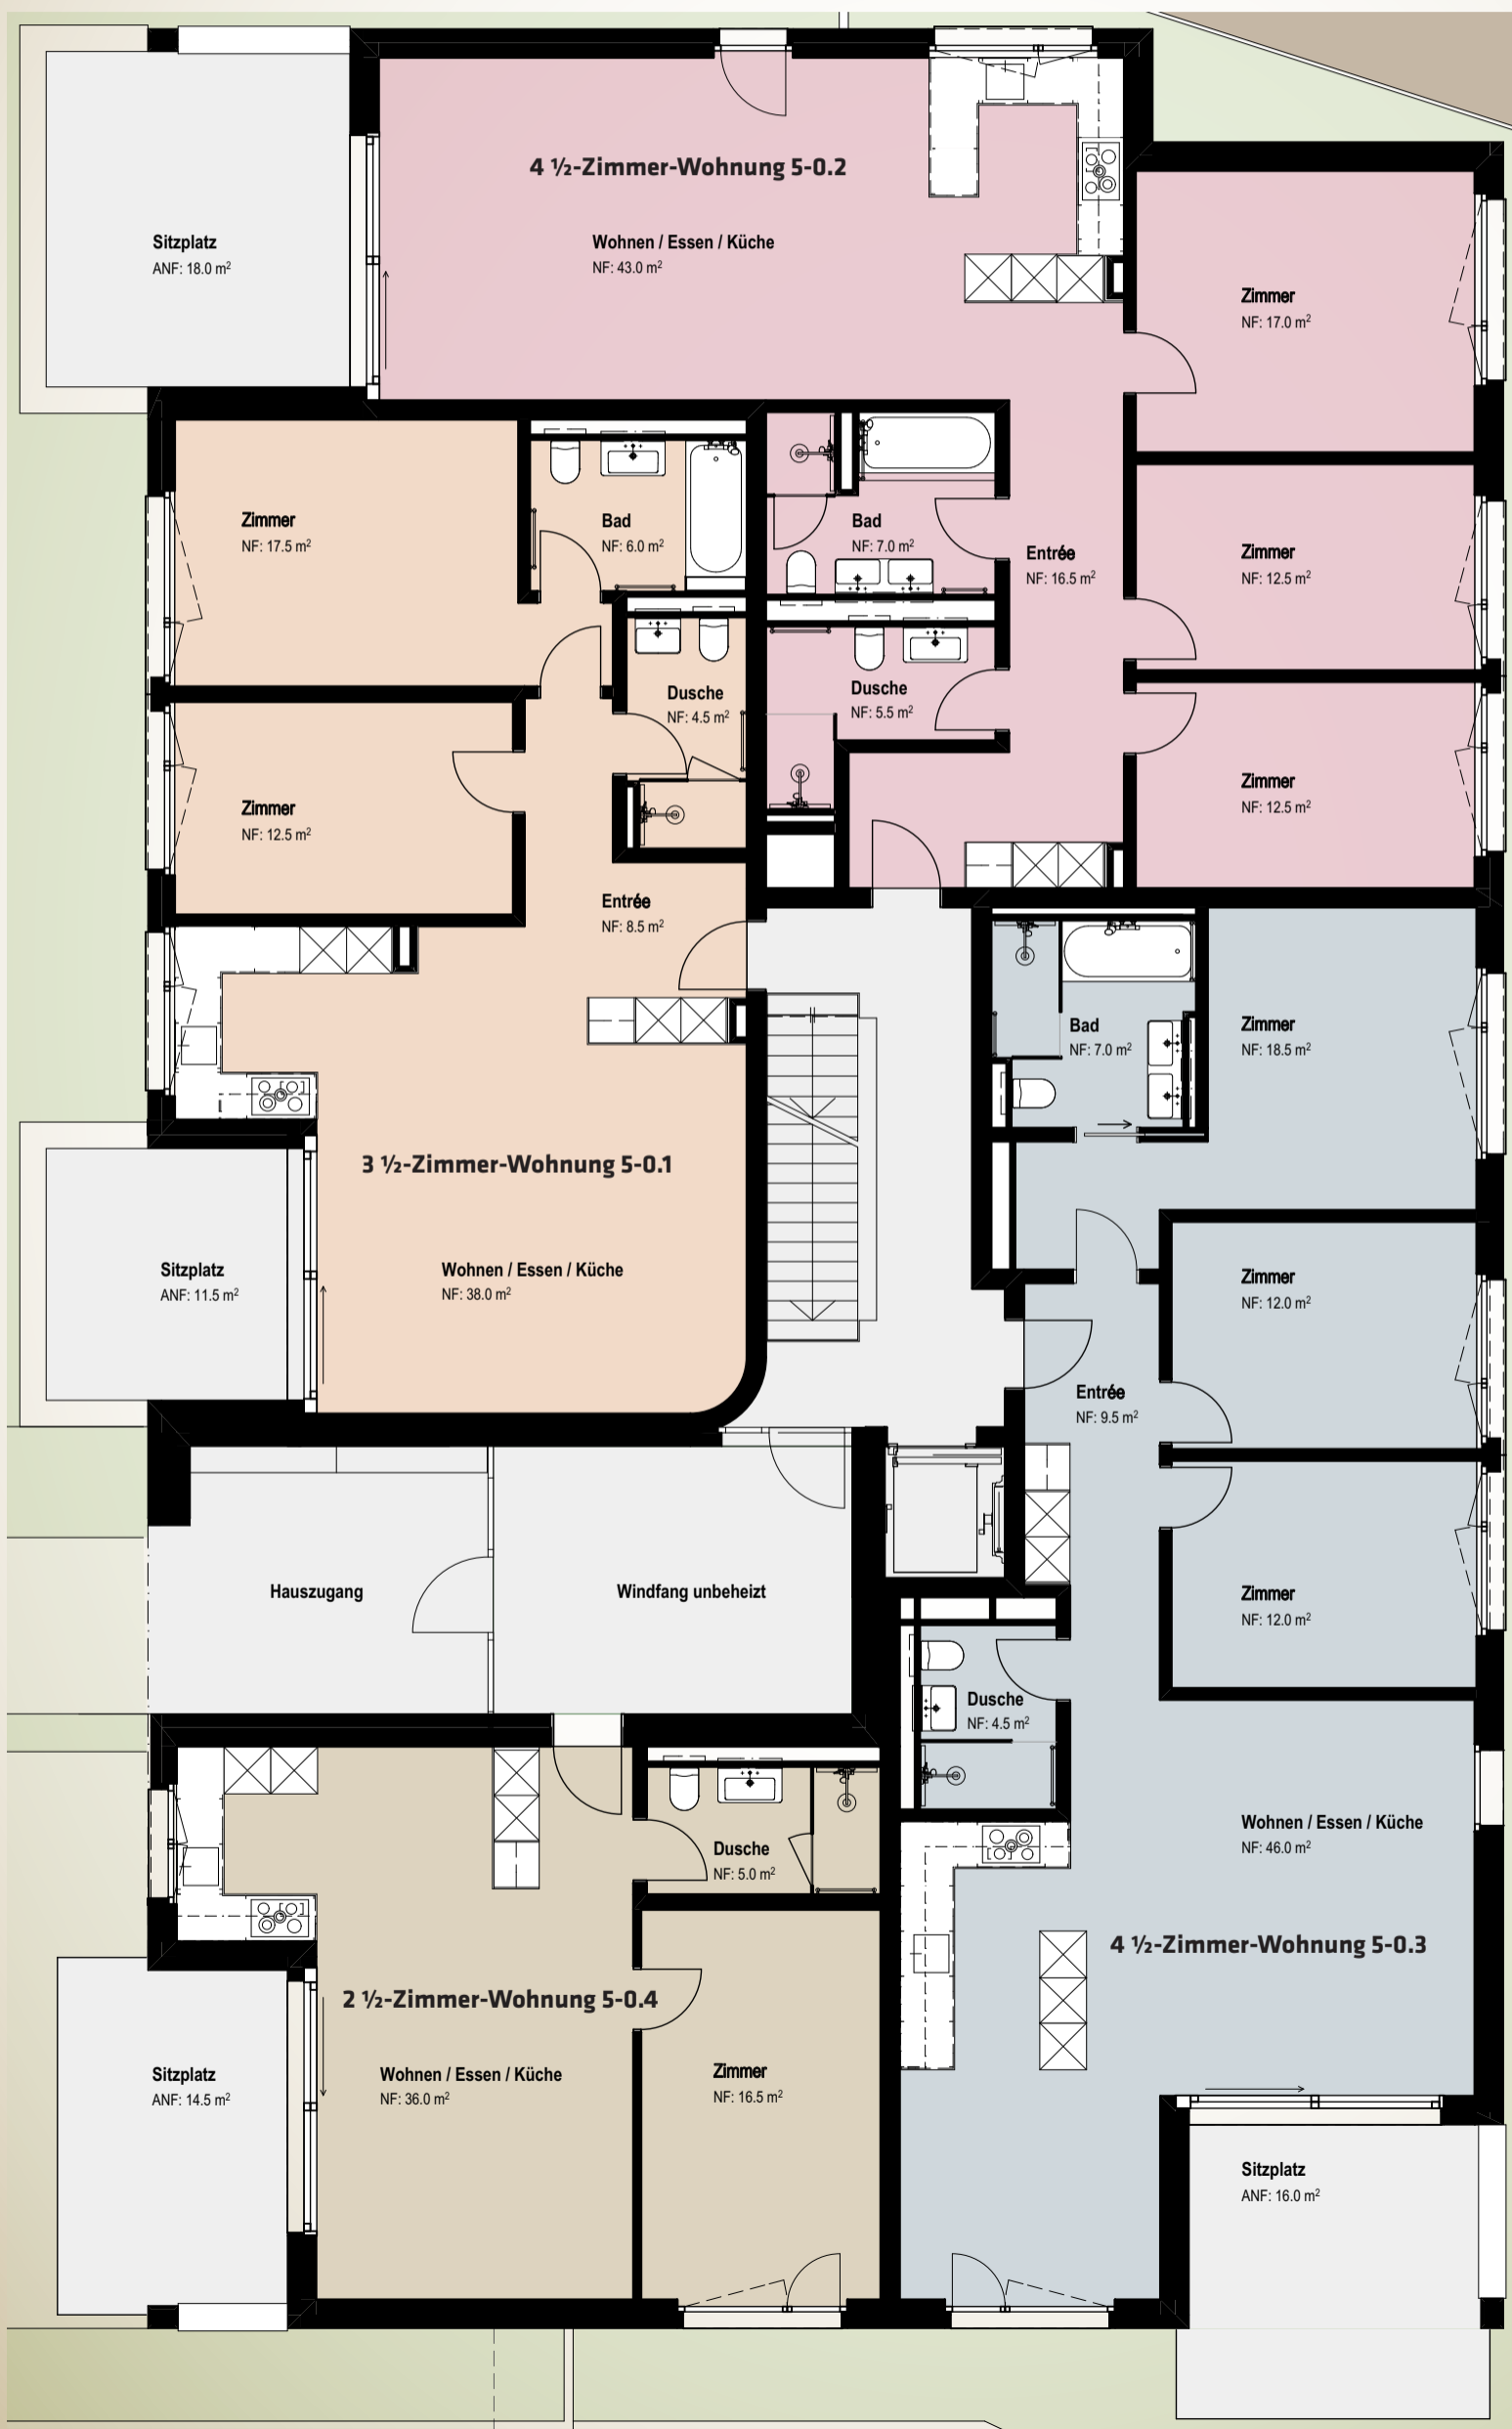 4 ½-Zimmer-Wohnung 5-0.2
Sitzplatz
ANF: 18.0 m²
Wohnen / Essen / Küche
NF: 43.0 m²
Zimmer
NF: 17.0 m²
Zimmer
NF: 17.5 m²
Bad
NF: 6.0 m²
Bad
NF: 7.0 m²
Entrée
NF: 16.5 m²
Zimmer
NF: 12.5 m²
Dusche
NF: 4.5 m²
Dusche
NF: 5.5 m²
Zimmer
NF: 12.5 m²
Zimmer
NF: 12.5 m²
Entrée
NF: 8.5 m²
Bad
NF: 7.0 m²
Zimmer
NF: 18.5 m²
3 ½-Zimmer-Wohnung 5-0.1
Sitzplatz
ANF: 11.5 m²
Wohnen / Essen / Küche
NF: 38.0 m²
Zimmer
NF: 12.0 m²
Entrée
NF: 9.5 m²
Hauszugang
Windfang unbeheizt
Zimmer
NF: 12.0 m²
Dusche
NF: 4.5 m²
Dusche
NF: 5.0 m²
Wohnen / Essen / Küche
NF: 46.0 m²
4 ½-Zimmer-Wohnung 5-0.3
2 ½-Zimmer-Wohnung 5-0.4
Sitzplatz
ANF: 14.5 m²
Wohnen / Essen / Küche
NF: 36.0 m²
Zimmer
NF: 16.5 m²
Sitzplatz
ANF: 16.0 m²